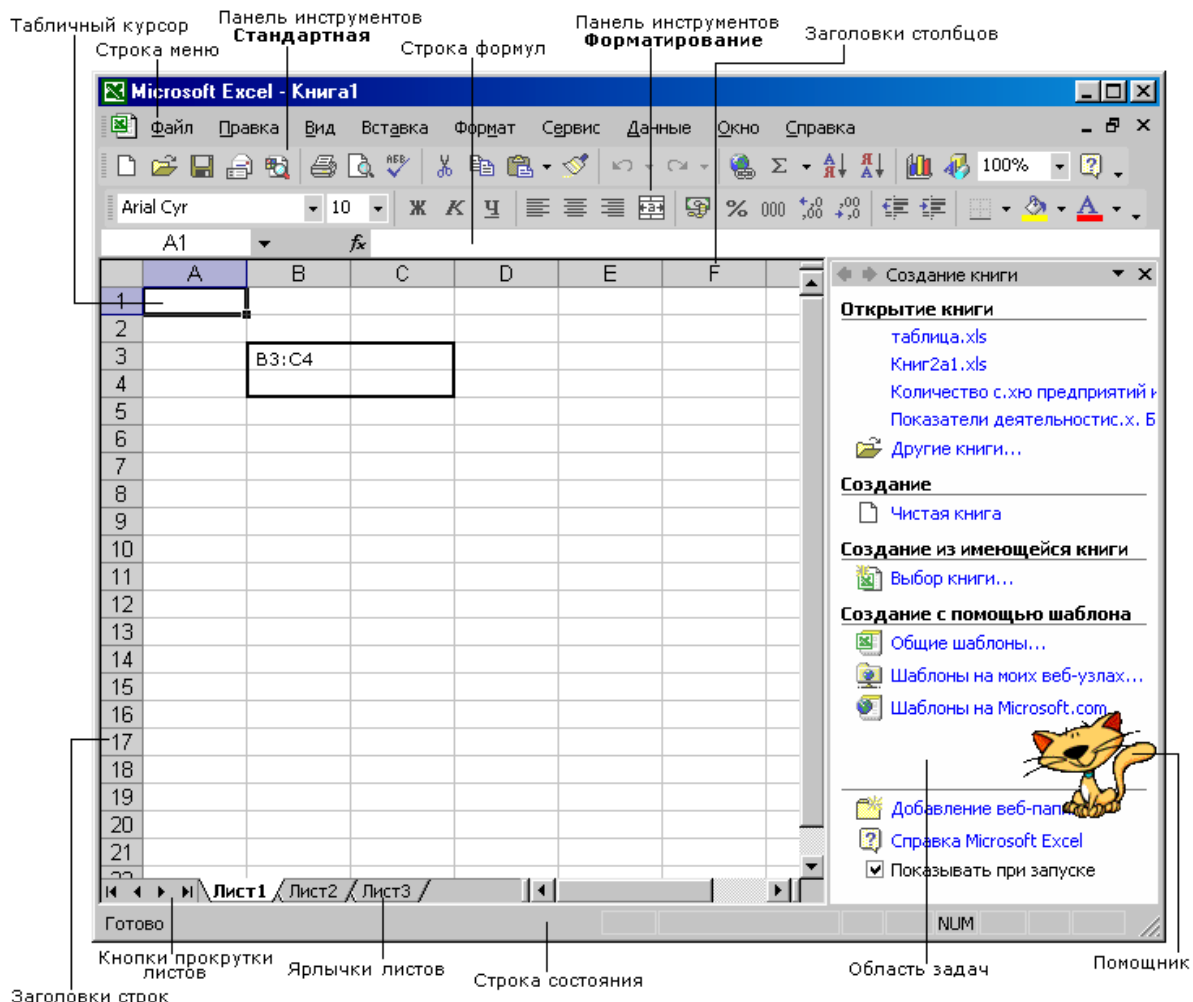 Табличный курсор
Панель инструментов
Стандартная
Строка меню
Строка формул
Панель инструментов
Форматирование
Заголовки столбцов
Microsoft Excel - Книга1
Файл Правка Вид Вставка Формат Сервис Данные Окно Справка
100%
Arial Cyr 10 Ж К Ч % 000
A1 fx
A B C D E F
1
2
3
4
5
6
7
8
9
10
11
12
13
14
15
16
17
18
19
20
21
22
B3:C4
Создание книги
Открытие книги
таблица.xls
Книг2а1.xls
Количество с.хю предприятий и
Показатели деятельностис.х. Б
Другие книги...
Создание
Чистая книга
Создание из имеющейся книги
Выбор книги...
Создание с помощью шаблона
Общие шаблоны...
Шаблоны на моих веб-узлах...
Шаблоны на Microsoft.com
Добавление веб-пап
Справка Microsoft Excel
Показывать при запуске
Лист1 Лист2 Лист3
Готово NUM
Кнопки прокрутки
листов
Ярлычки листов
Строка состояния
Область задач
Помощник
Заголовки строк